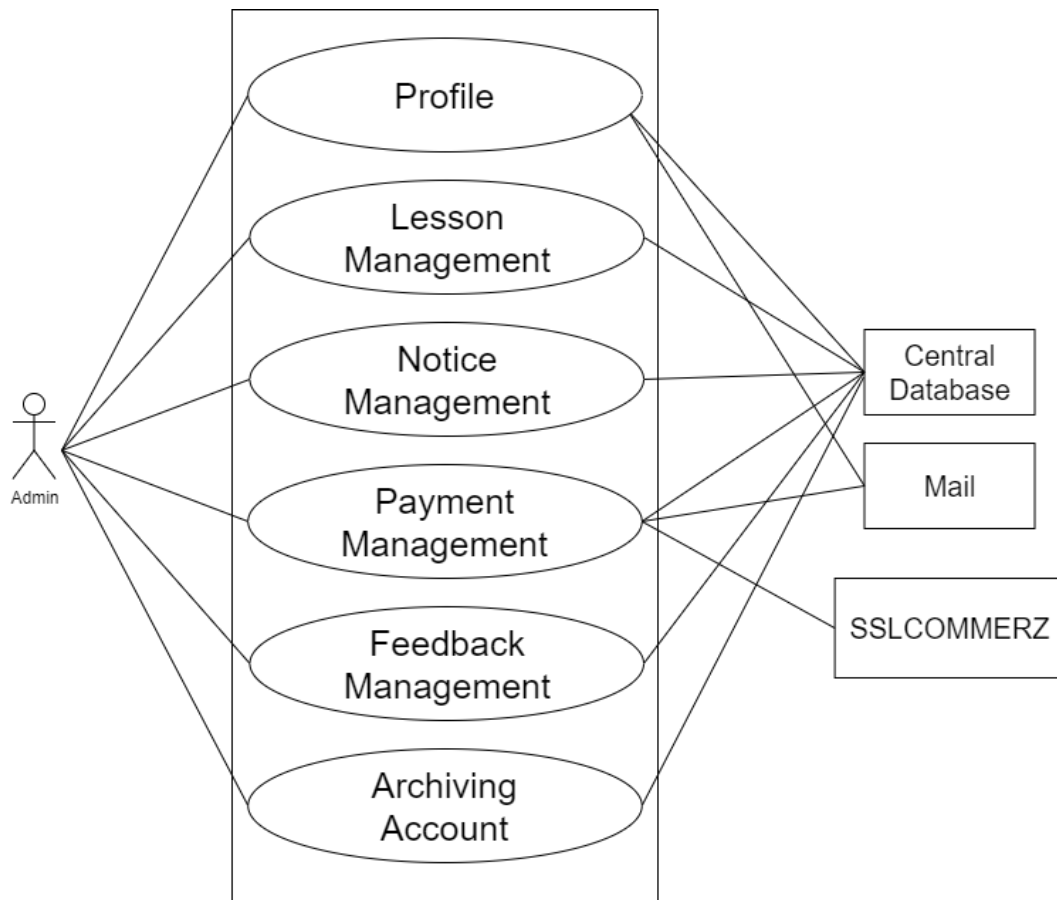 Profile
Lesson
Management
Notice
Management
Central
Database
Admin
Payment
Management
Mail
SSLCOMMERZ
Feedback
Management
Archiving
Account